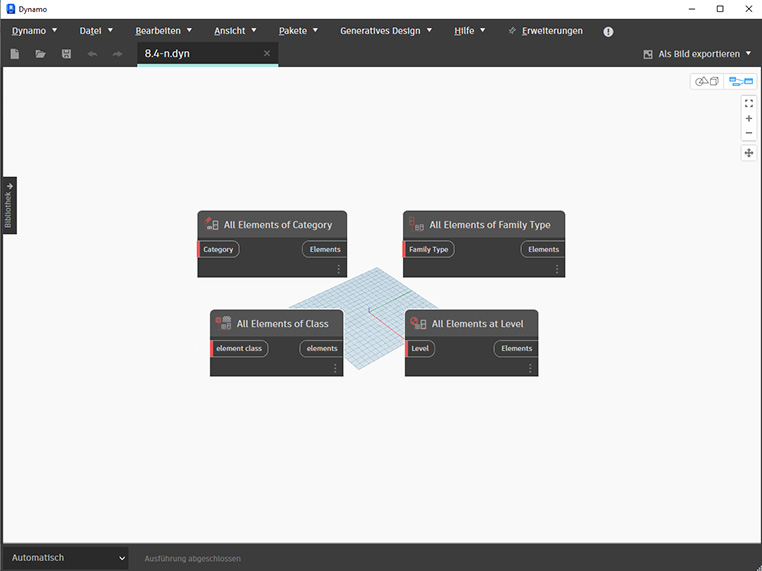 Dynamo
Dynamo Datei Bearbeiten Ansicht Pakete Generatives Design Hilfe Erweiterungen
8.4-n.dyn Als Bild exportieren
Bibliothek
All Elements of Category
Category Elements
All Elements of Family Type
Family Type Elements
All Elements of Class
element class elements
All Elements at Level
Level Elements
Automatisch Ausführung abgeschlossen